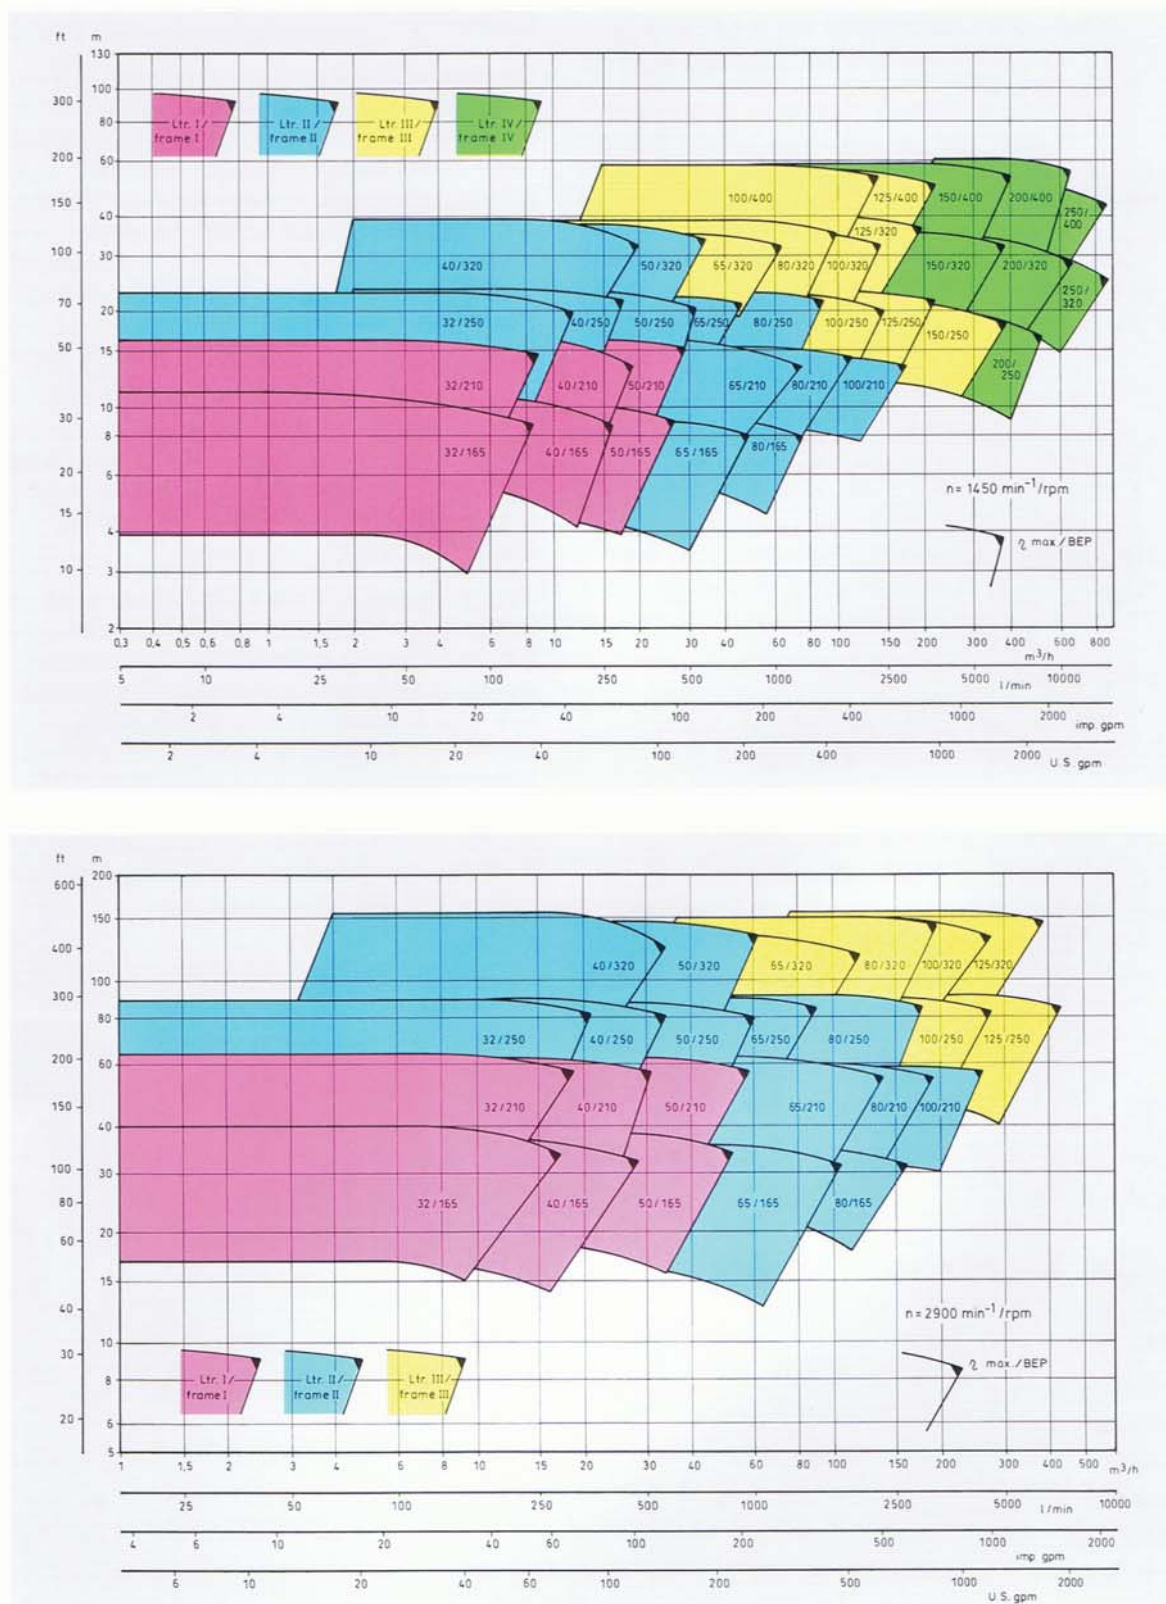 ft m
130
100
300
80
60
200
150
40
100
30
70
20
50
15
10
30
8
6
20
15
4
10
3
2
Ltr. I/ frame I
Ltr. II/ frame II
Ltr. III/ frame III
Ltr. IV/ frame IV
100/400 125/400 150/400 200/400 250/400
125/320
40/320 50/320 65/320 80/320 100/320 150/320 200/320 250/320
32/250 40/250 50/250 65/250 80/250 100/250 125/250 150/250 200/250
32/210 40/210 50/210 65/210 80/210 100/210
32/165 40/165 50/165 65/165 80/165
n= 1450 min⁻¹/rpm
η max./BEP
0,3 0,4 0,5 0,6 0,8 1 1,5 2 3 4 6 8 10 15 20 30 40 60 80 100 150 200 300 400 600 800
m³/h
5 10 25 50 100 250 500 1000 2500 5000 10000
l/min
2 4 10 20 40 100 200 400 1000 2000
imp. gpm
2 4 10 20 40 100 200 400 1000 2000
U.S. gpm
ft m
200
600
150
400
100
300
80
200
60
150
40
100
30
80
20
60
15
40
10
30
8
20
6
5
40/320 50/320 65/320 80/320 100/320 125/320
32/250 40/250 50/250 65/250 80/250 100/250 125/250
32/210 40/210 50/210 65/210 80/210 100/210
32/165 40/165 50/165 65/165 80/165
n=2900 min⁻¹/rpm
η max./BEP
Ltr. I/ frame I
Ltr. II/ frame II
Ltr. III/ frame III
1 1,5 2 3 4 6 8 10 15 20 30 40 60 80 100 150 200 300 400 500 m³/h
25 50 100 250 500 1000 2500 5000 l/min 10000
4 6 10 20 40 60 100 200 500 1000 2000
imp gpm
6 10 20 40 60 100 200 500 1000 2000
U.S. gpm